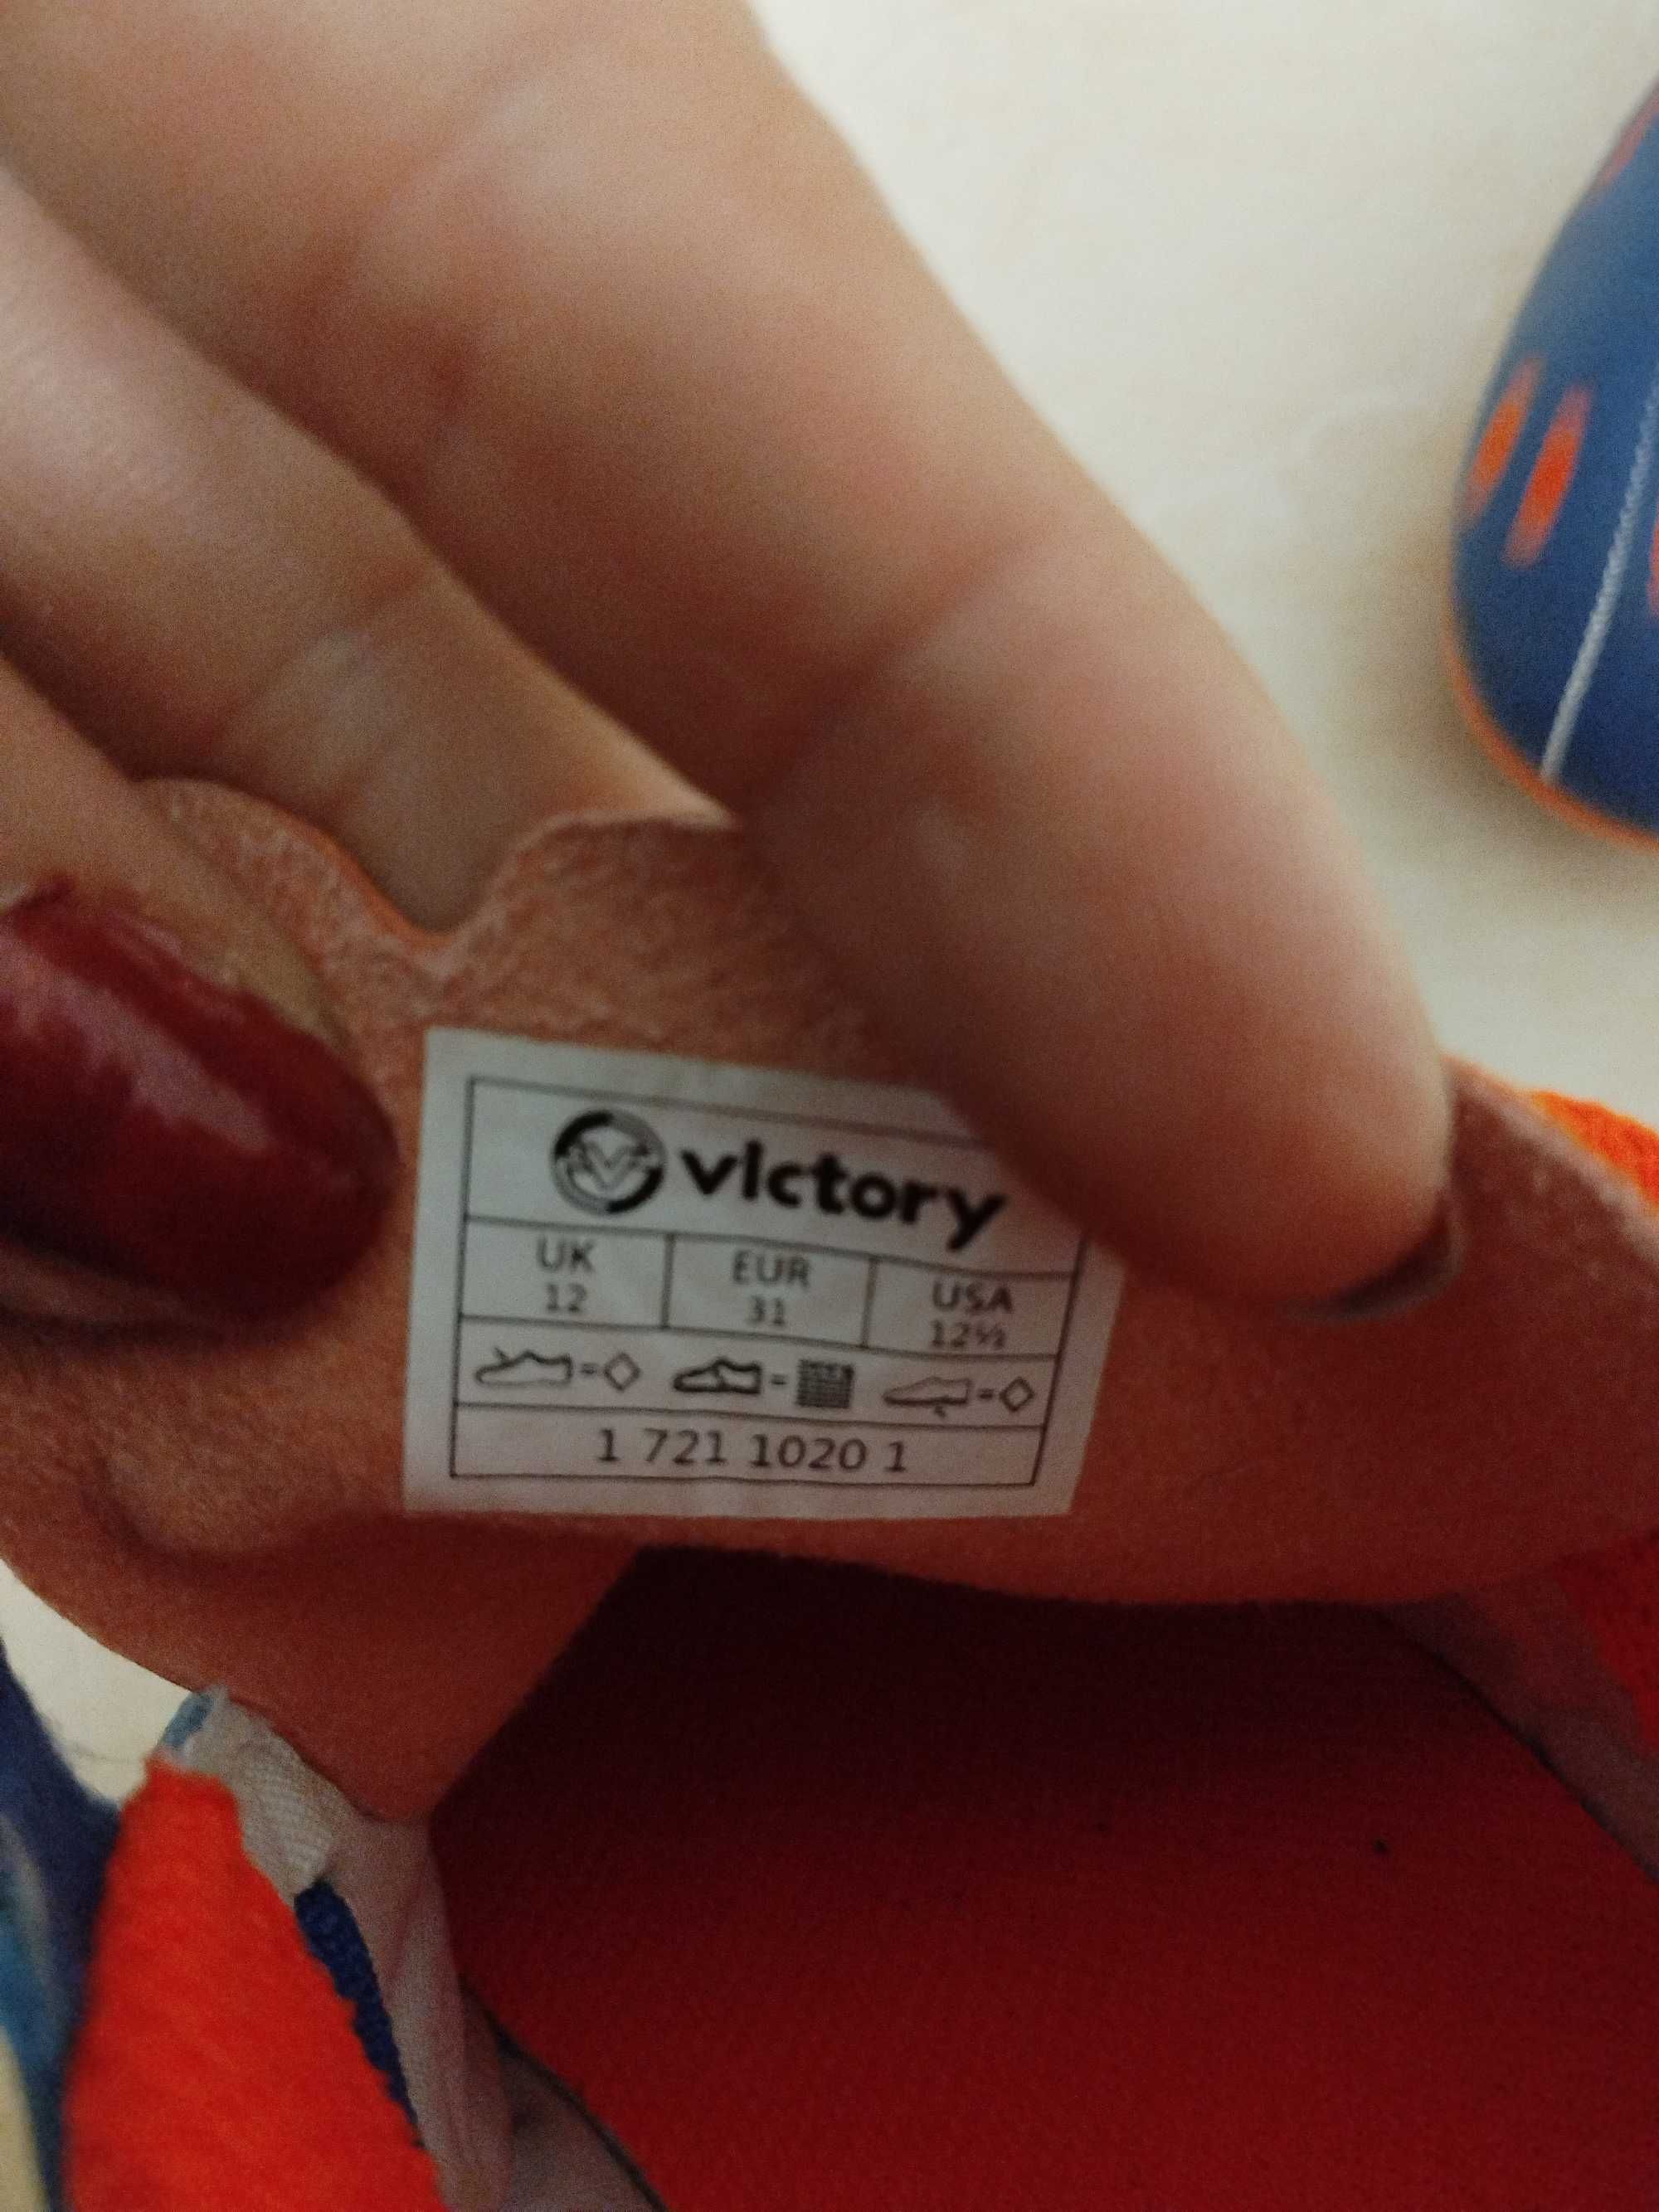 victory
UK EUR USA
12 31 12½
= = =
1 721 1020 1